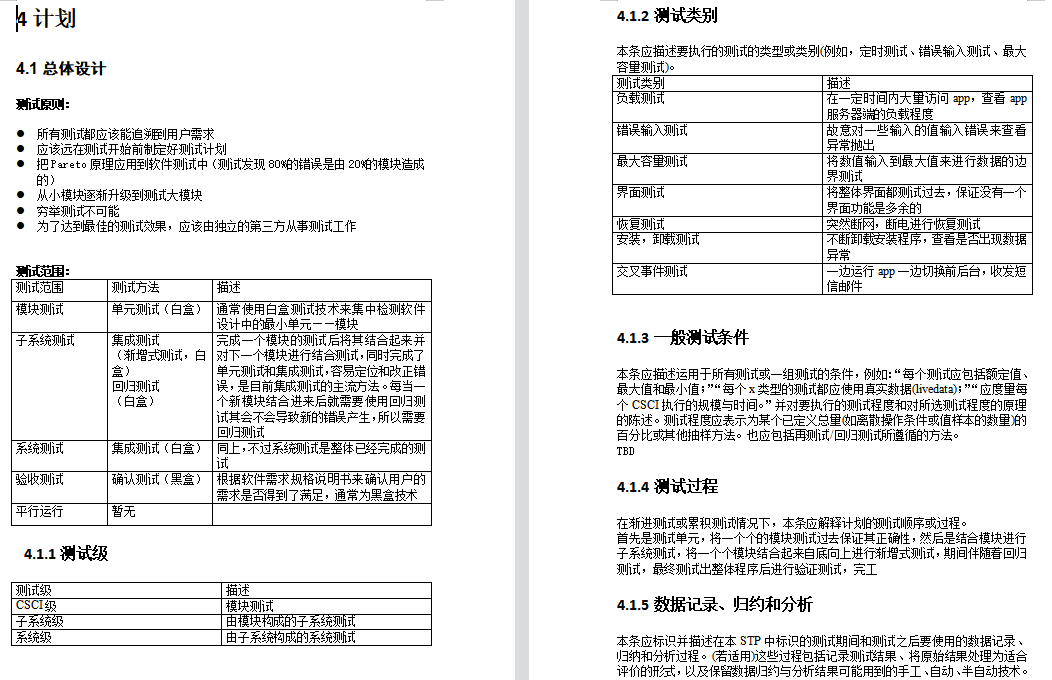 4 计划
4.1 总体设计
测试原则：
● 所有测试都应该能追溯到用户需求
● 应该远在测试开始前制定好测试计划
● 把Pareto原理应用到软件测试中（测试发现80%的错误是由20%的模块造成
的）
● 从小模块逐渐升级到测试大模块
● 穷举测试不可能
● 为了达到最佳的测试效果，应该由独立的第三方从事测试工作
测试范围：
测试范围 测试方法 描述
模块测试 单元测试（白盒） 通常使用白盒测试技术来集中检测软件
设计中的最小单元——模块
子系统测试 集成测试 完成一个模块的测试后将其结合起来并
（渐增式测试，白 对下一个模块进行结合测试，同时完成了
盒） 单元测试和集成测试，容易定位和改正错
回归测试 误，是目前集成测试的主流方法。每当一
（白盒） 个新模块结合进来后就需要使用回归测
试其会不会导致新的错误产生，所以需要
回归测试
系统测试 集成测试（白盒） 同上，不过系统测试是整体已经完成的测
试
验收测试 确认测试（黑盒） 根据软件需求规格说明书来确认用户的
需求是否得到了满足，通常为黑盒技术
平行运行 暂无
4.1.1 测试级
测试级 描述
CSCI级 模块测试
子系统级 由模块构成的子系统测试
系统级 由子系统构成的系统测试
4.1.2 测试类别
本条应描述要执行的测试的类型或类别(例如，定时测试、错误输入测试、最大
容量测试)。
测试类别 描述
负载测试 在一定时间内大量访问 app，查看 app
服务器端的负载程度
错误输入测试 故意对一些输入的值输入错误来查看
异常抛出
最大容量测试 将数值输入到最大值来进行数据的边
界测试
界面测试 将整体界面都测试过去，保证没有一个
界面功能是多余的
恢复测试 突然断网，断电进行恢复测试
安装，卸载测试 不断卸载安装程序，查看是否出现数据
异常
交叉事件测试 一边运行 app 一边切换前后台，收发短
信邮件
4.1.3 一般测试条件
本条应描述运用于所有测试或一组测试的条件，例如:“每个测试应包括额定值、
最大值和最小值；”“每个 x 类型的测试都应使用真实数据(livedata)；”“应度量每
个 CSCI 执行的规模与时间。”并对要执行的测试程度和对所选测试程度的原理
的陈述。测试程度应表示为某个已定义总量(如离散操作条件或值样本的数量)的
百分比或其他抽样方法。也应包括再测试/回归测试所遵循的方法。
TBD
4.1.4 测试过程
在渐进测试或累积测试情况下，本条应解释计划的测试顺序或过程。
首先是测试单元，将一个个的模块测试过去保证其正确性，然后是结合模块进行
子系统测试，将一个个模块结合起来自底向上进行渐增式测试，期间伴随着回归
测试，最终测试出整体程序后进行验证测试，完工
4.1.5 数据记录、归约和分析
本条应标识并描述在本 STP 中标识的测试期间和测试之后要使用的数据记录、
归纳和分析过程。(若适用)这些过程包括记录测试结果、将原始结果处理为适合
评价的形式，以及保留数据归约与分析结果可能用到的手工、自动、半自动技术。